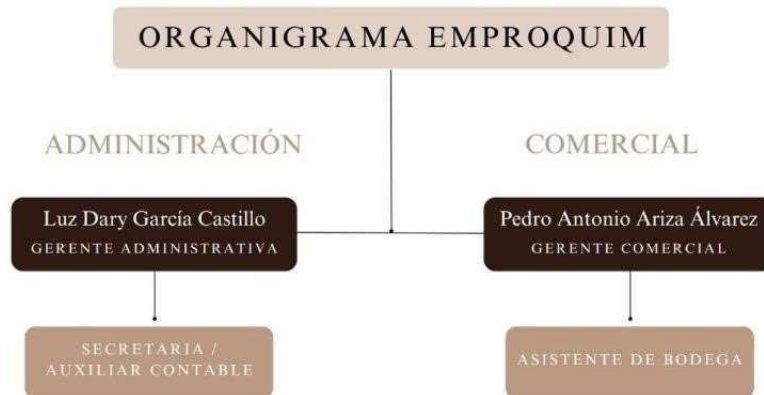 ORGANIGRAMA EMPROQUIM
ADMINISTRACIÓN
COMERCIAL
Luz Dary García Castillo
GERENTE ADMINISTRATIVA
Pedro Antonio Ariza Álvarez
GERENTE COMERCIAL
SECRETARIA /
AUXILIAR CONTABLE
ASISTENTE DE BODEGA